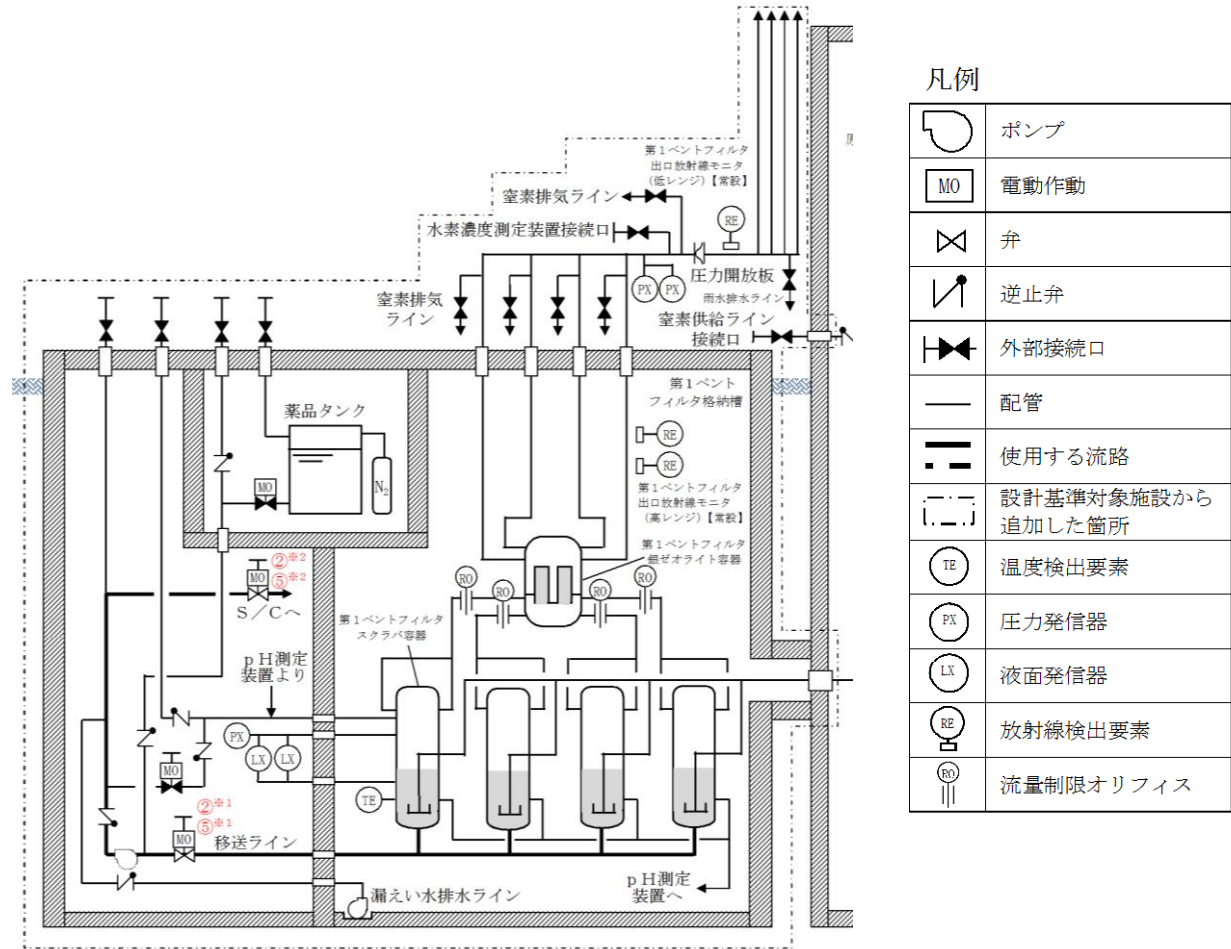 第1ベントフィルタ
出口放射線モニタ
(低レンジ)【常設】
窒素排気ライン
RE
水素濃度測定装置接続口
圧力開放板
PX
PX
雨水排水ライン
窒素排気
ライン
窒素供給ライン
接続口
第1ベント
フィルタ格納槽
薬品タンク
RE
RE
MO
N2
第1ベントフィルタ
出口放射線モニタ
(高レンジ)【常設】
第1ベントフィルタ
銀ゼオライト容器
②※2
⑤※2
MO
S/Cへ
RO
RO
RO
RO
第1ベントフィルタ
スクラバ容器
pH測定
装置より
PX
LX
LX
MO
TE
②※1
⑤※1
MO
移送ライン
pH測定
装置へ
漏えい水排水ライン
凡例
ポンプ
MO 電動作動
弁
逆止弁
外部接続口
配管
使用する流路
設計基準対象施設から
追加した箇所
TE 温度検出要素
PX 圧力発信器
LX 液面発信器
RE 放射線検出要素
RO 流量制限オリフィス